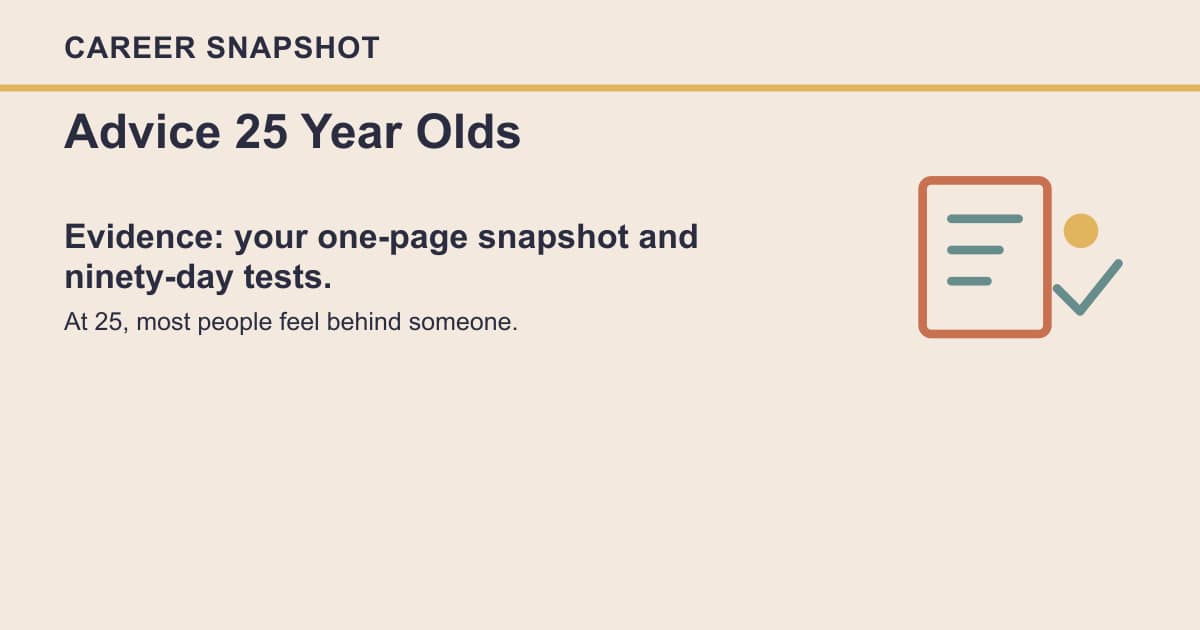 CAREER SNAPSHOT
Advice 25 Year Olds
Evidence: your one-page snapshot and
ninety-day tests.
At 25, most people feel behind someone.